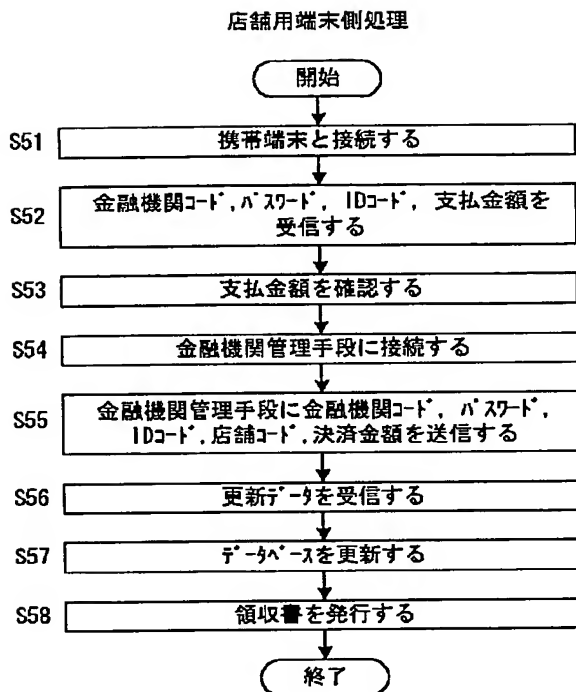 店舗用端末側処理
開始
S51 携帯端末と接続する
S52 金融機関ｺｰﾄﾞ,ﾊﾟｽﾜｰﾄﾞ, IDｺｰﾄﾞ, 支払金額を
受信する
S53 支払金額を確認する
S54 金融機関管理手段に接続する
S55 金融機関管理手段に金融機関ｺｰﾄﾞ, ﾊﾟｽﾜｰﾄﾞ,
IDｺｰﾄﾞ,店舗ｺｰﾄﾞ,決済金額を送信する
S56 更新データを受信する
S57 ﾃﾞｰﾀﾍﾞｰｽを更新する
S58 領収書を発行する
終了